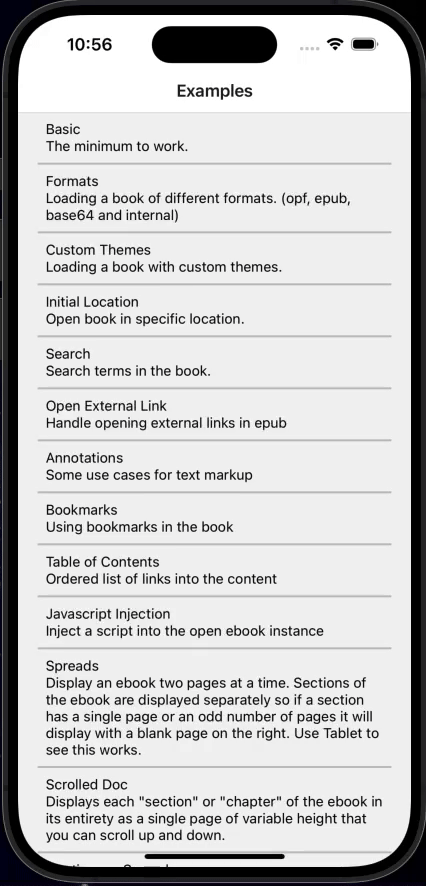 10:56
Examples
Basic
The minimum to work.
Formats
Loading a book of different formats. (opf, epub,
base64 and internal)
Custom Themes
Loading a book with custom themes.
Initial Location
Open book in specific location.
Search
Search terms in the book.
Open External Link
Handle opening external links in epub
Annotations
Some use cases for text markup
Bookmarks
Using bookmarks in the book
Table of Contents
Ordered list of links into the content
Javascript Injection
Inject a script into the open ebook instance
Spreads
Display an ebook two pages at a time. Sections of
the ebook are displayed separately so if a section
has a single page or an odd number of pages it will
display with a blank page on the right. Use Tablet to
see this works.
Scrolled Doc
Displays each "section" or "chapter" of the ebook in
its entirety as a single page of variable height that
you can scroll up and down.